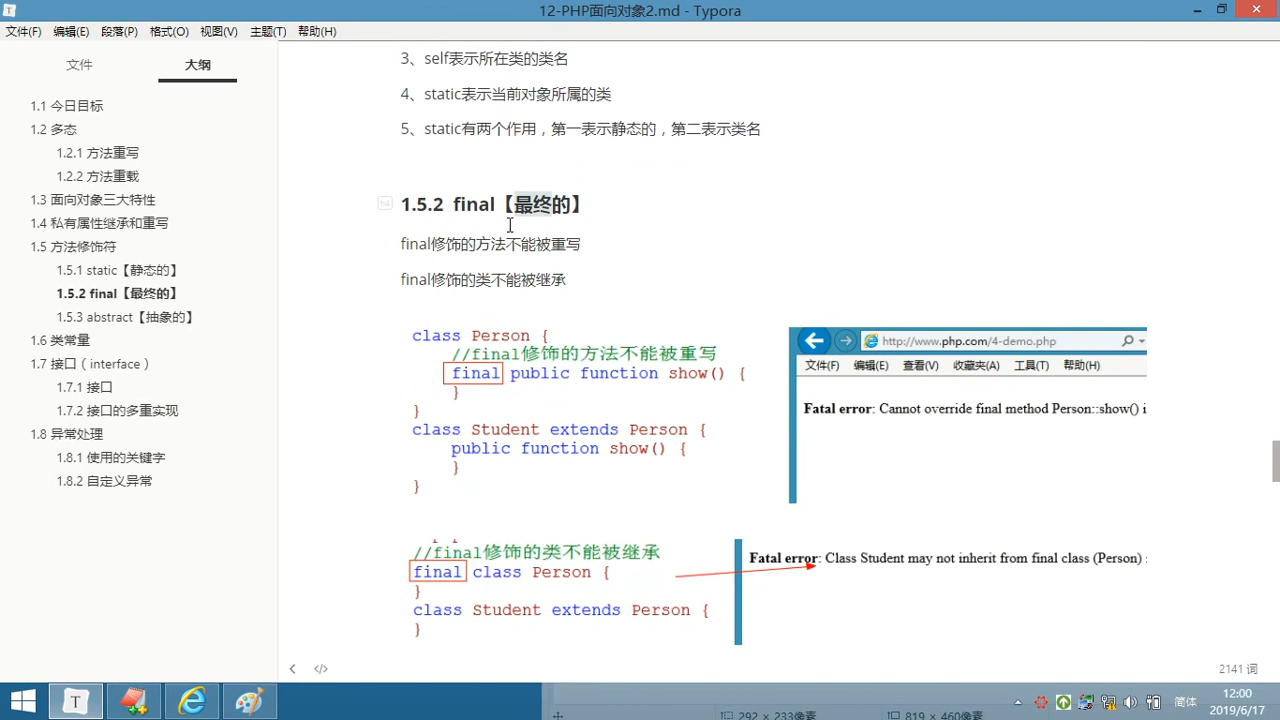 12-PHP面向对象2.md - Typora
文件(F) 编辑(E) 段落(P) 格式(O) 视图(V) 主题(T) 帮助(H)
文件 大纲
1.1 今日目标
1.2 多态
1.2.1 方法重写
1.2.2 方法重载
1.3 面向对象三大特性
1.4 私有属性继承和重写
1.5 方法修饰符
1.5.1 static【静态的】
1.5.2 final【最终的】
1.5.3 abstract【抽象的】
1.6 类常量
1.7 接口（interface）
1.7.1 接口
1.7.2 接口的多重实现
1.8 异常处理
1.8.1 使用的关键字
1.8.2 自定义异常
3、self表示所在类的类名
4、static表示当前对象所属的类
5、static有两个作用，第一表示静态的，第二表示类名
h4
1.5.2 final【最终的】
final修饰的方法不能被重写
final修饰的类不能被继承
class Person {
//final修饰的方法不能被重写
final public function show() {
}
}
class Student extends Person {
public function show() {
}
}
http://www.php.com/4-demo.php
文件(F) 编辑(E) 查看(V) 收藏夹(A) 工具(T) 帮助(H)
Fatal error: Cannot override final method Person::show() i
//final修饰的类不能被继承
final class Person {
}
class Student extends Person {
}
Fatal error: Class Student may not inherit from final class (Person)
</> 2141 词
T
简体
12:00
2019/6/17
292 × 233像素 819 × 460像素